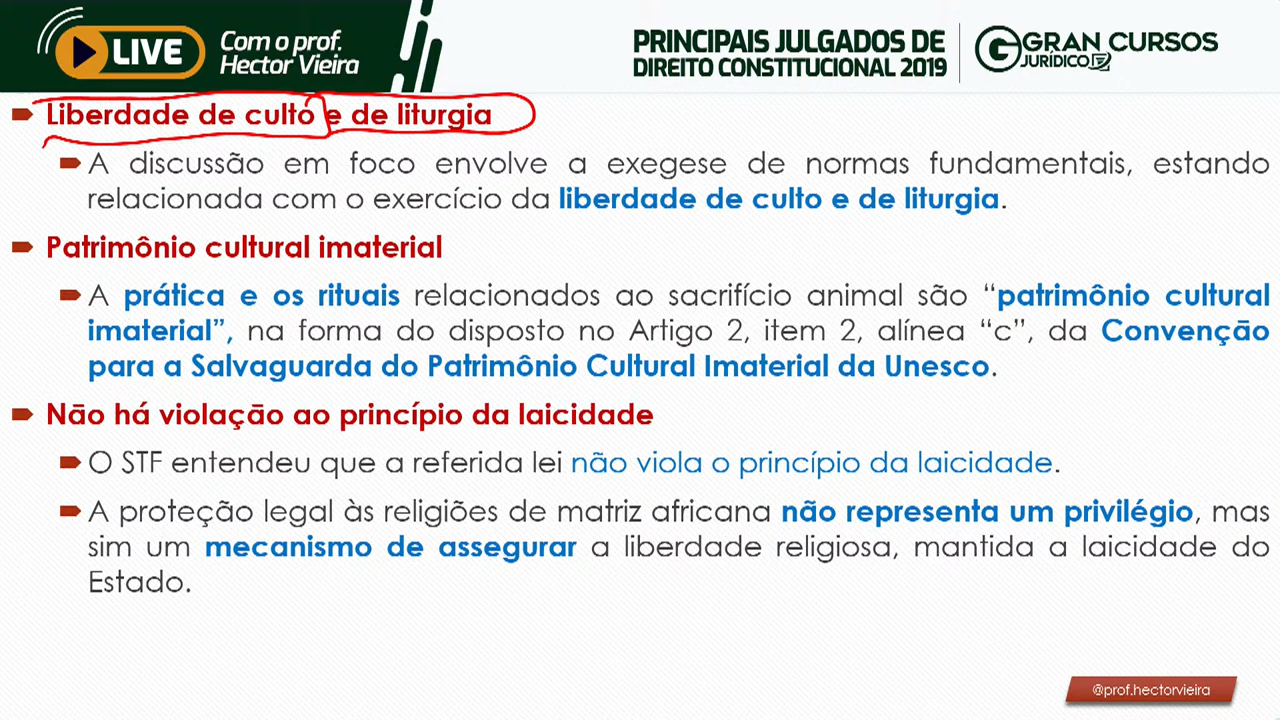 LIVE
Com o prof.
Hector Vieira
PRINCIPAIS JULGADOS DE
DIREITO CONSTITUCIONAL 2019
GRAN CURSOS
JURÍDICO
Liberdade de culto e de liturgia
A discussão em foco envolve a exegese de normas fundamentais, estando
relacionada com o exercício da liberdade de culto e de liturgia.
Patrimônio cultural imaterial
A prática e os rituais relacionados ao sacrifício animal são “patrimônio cultural
imaterial”, na forma do disposto no Artigo 2, item 2, alínea “c”, da Convenção
para a Salvaguarda do Patrimônio Cultural Imaterial da Unesco.
Não há violação ao princípio da laicidade
O STF entendeu que a referida lei não viola o princípio da laicidade.
A proteção legal às religiões de matriz africana não representa um privilégio, mas
sim um mecanismo de assegurar a liberdade religiosa, mantida a laicidade do
Estado.
@prof.hectorvieira